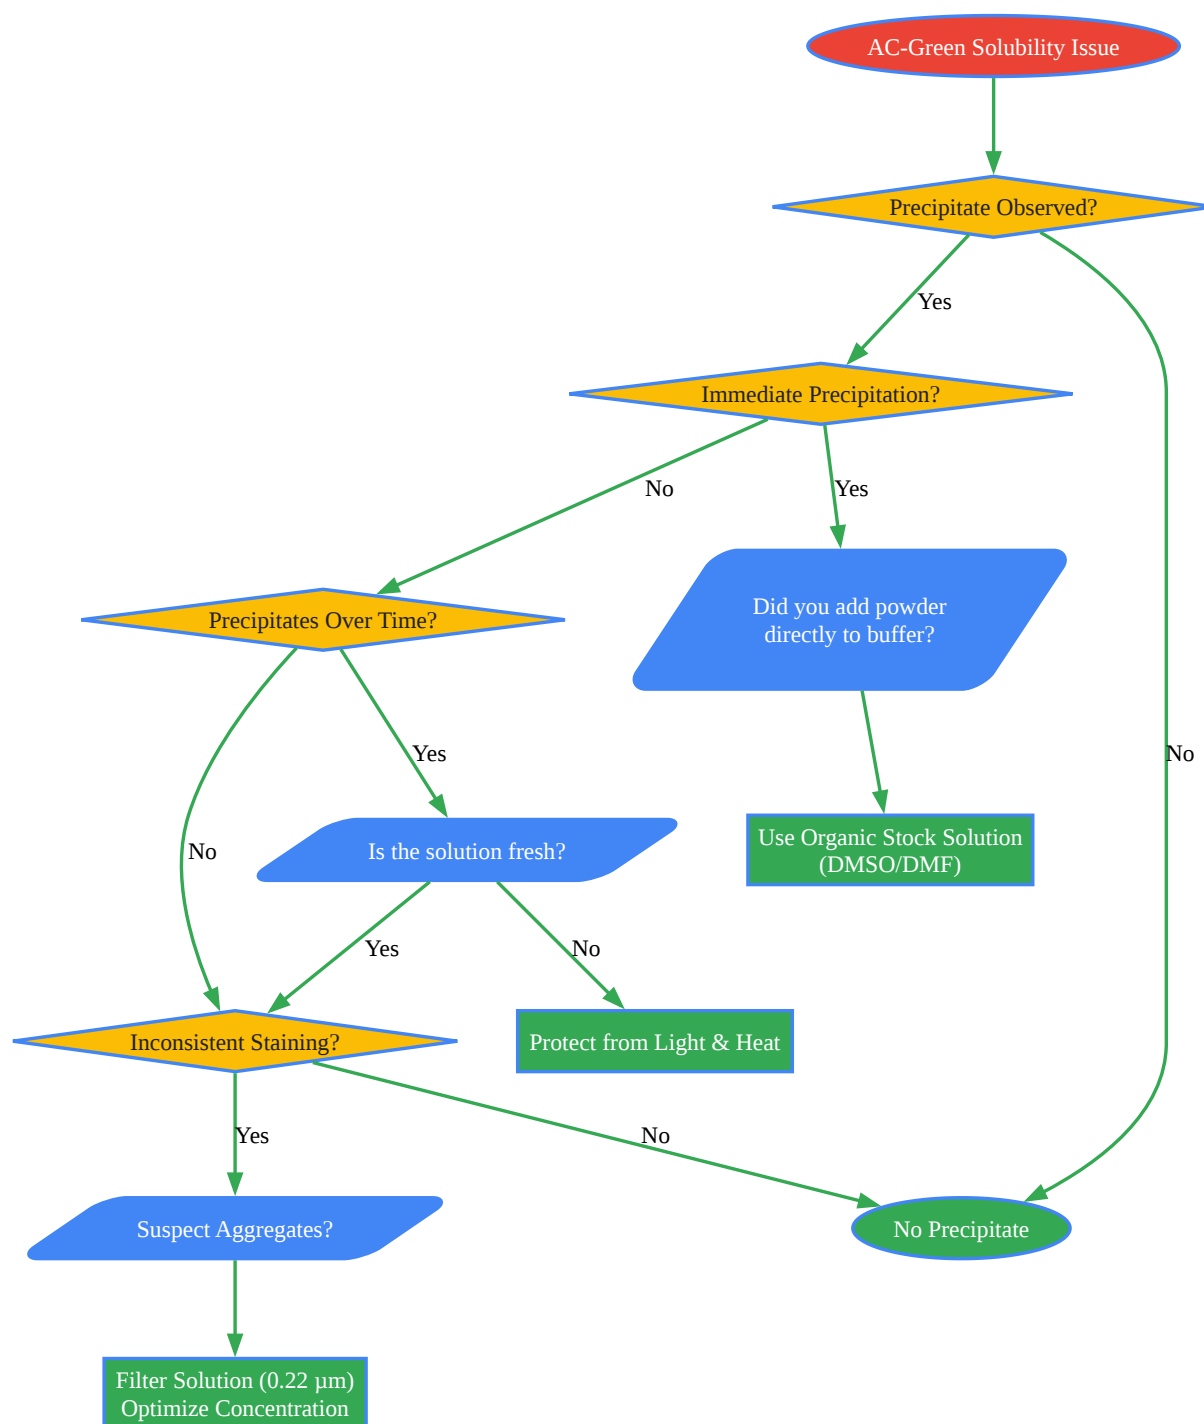 AC-Green Solubility Issue
Precipitate Observed?
Yes
Immediate Precipitation?
No
Yes
Did you add powder
directly to buffer?
Precipitates Over Time?
Yes
No
Use Organic Stock Solution
(DMSO/DMF)
Is the solution fresh?
No
Yes
No
Inconsistent Staining?
Protect from Light & Heat
Yes
No
Suspect Aggregates?
No Precipitate
Filter Solution (0.22 µm)
Optimize Concentration